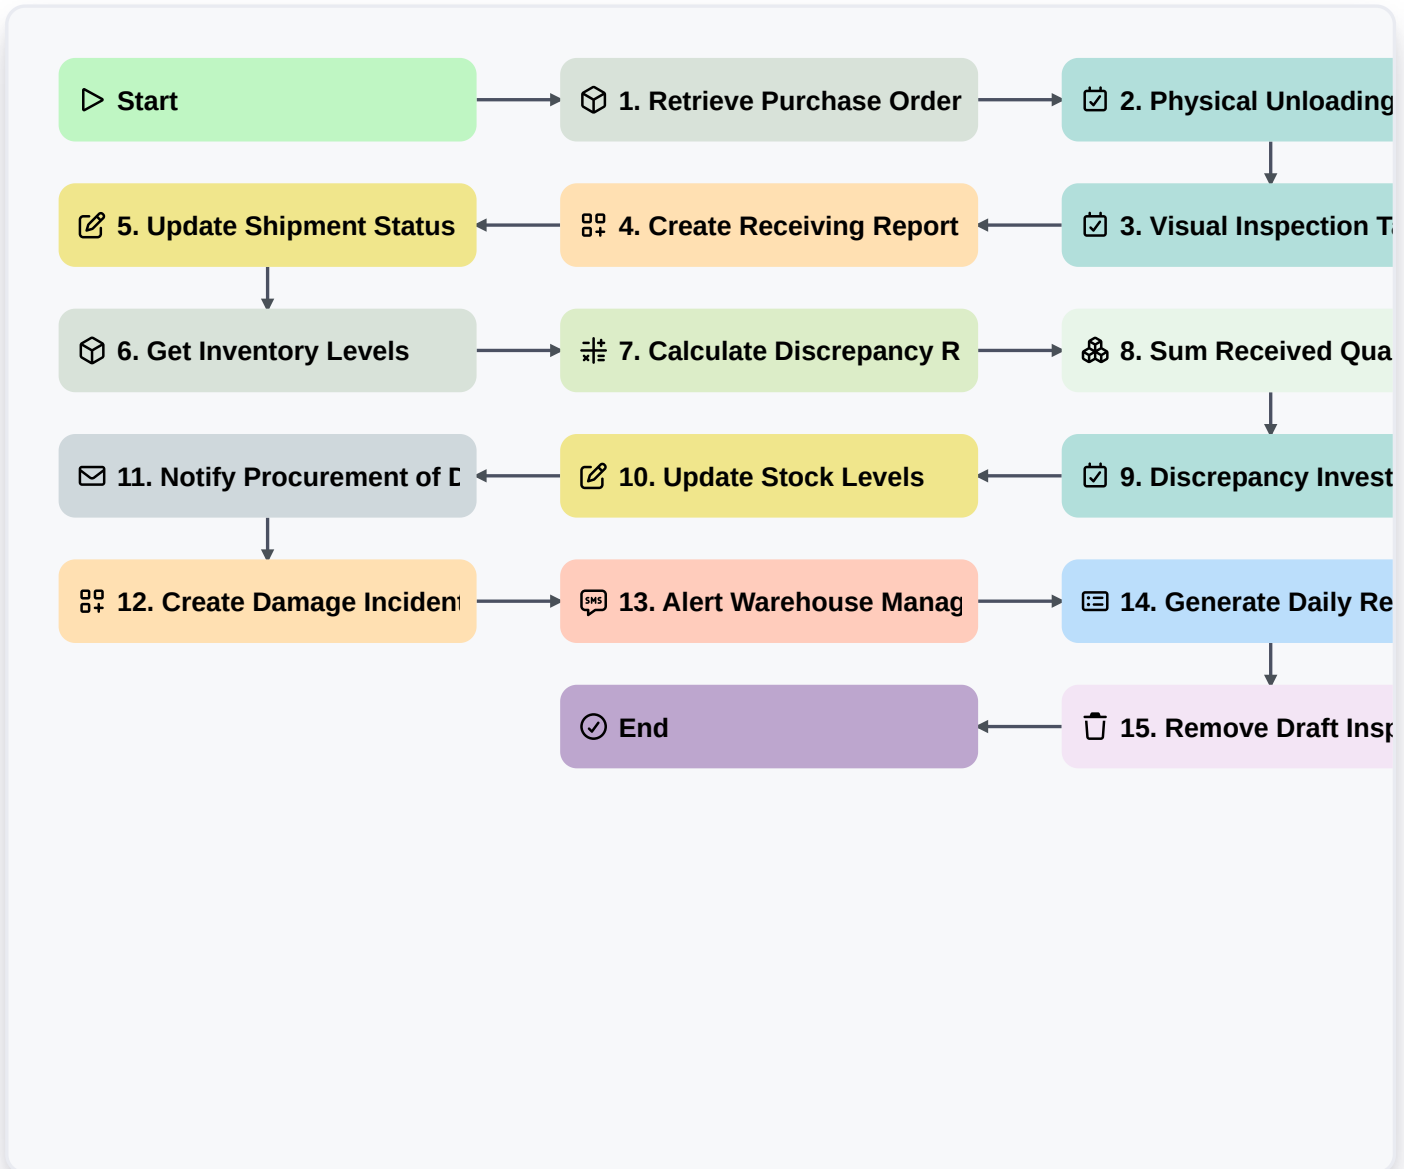 Start
1. Retrieve Purchase Order
2. Physical Unloading
5. Update Shipment Status
4. Create Receiving Report
3. Visual Inspection Ta
6. Get Inventory Levels
7. Calculate Discrepancy R
8. Sum Received Qua
11. Notify Procurement of D
10. Update Stock Levels
9. Discrepancy Invest
12. Create Damage Incident
SMS
13. Alert Warehouse Manag
14. Generate Daily Re
End
15. Remove Draft Insp